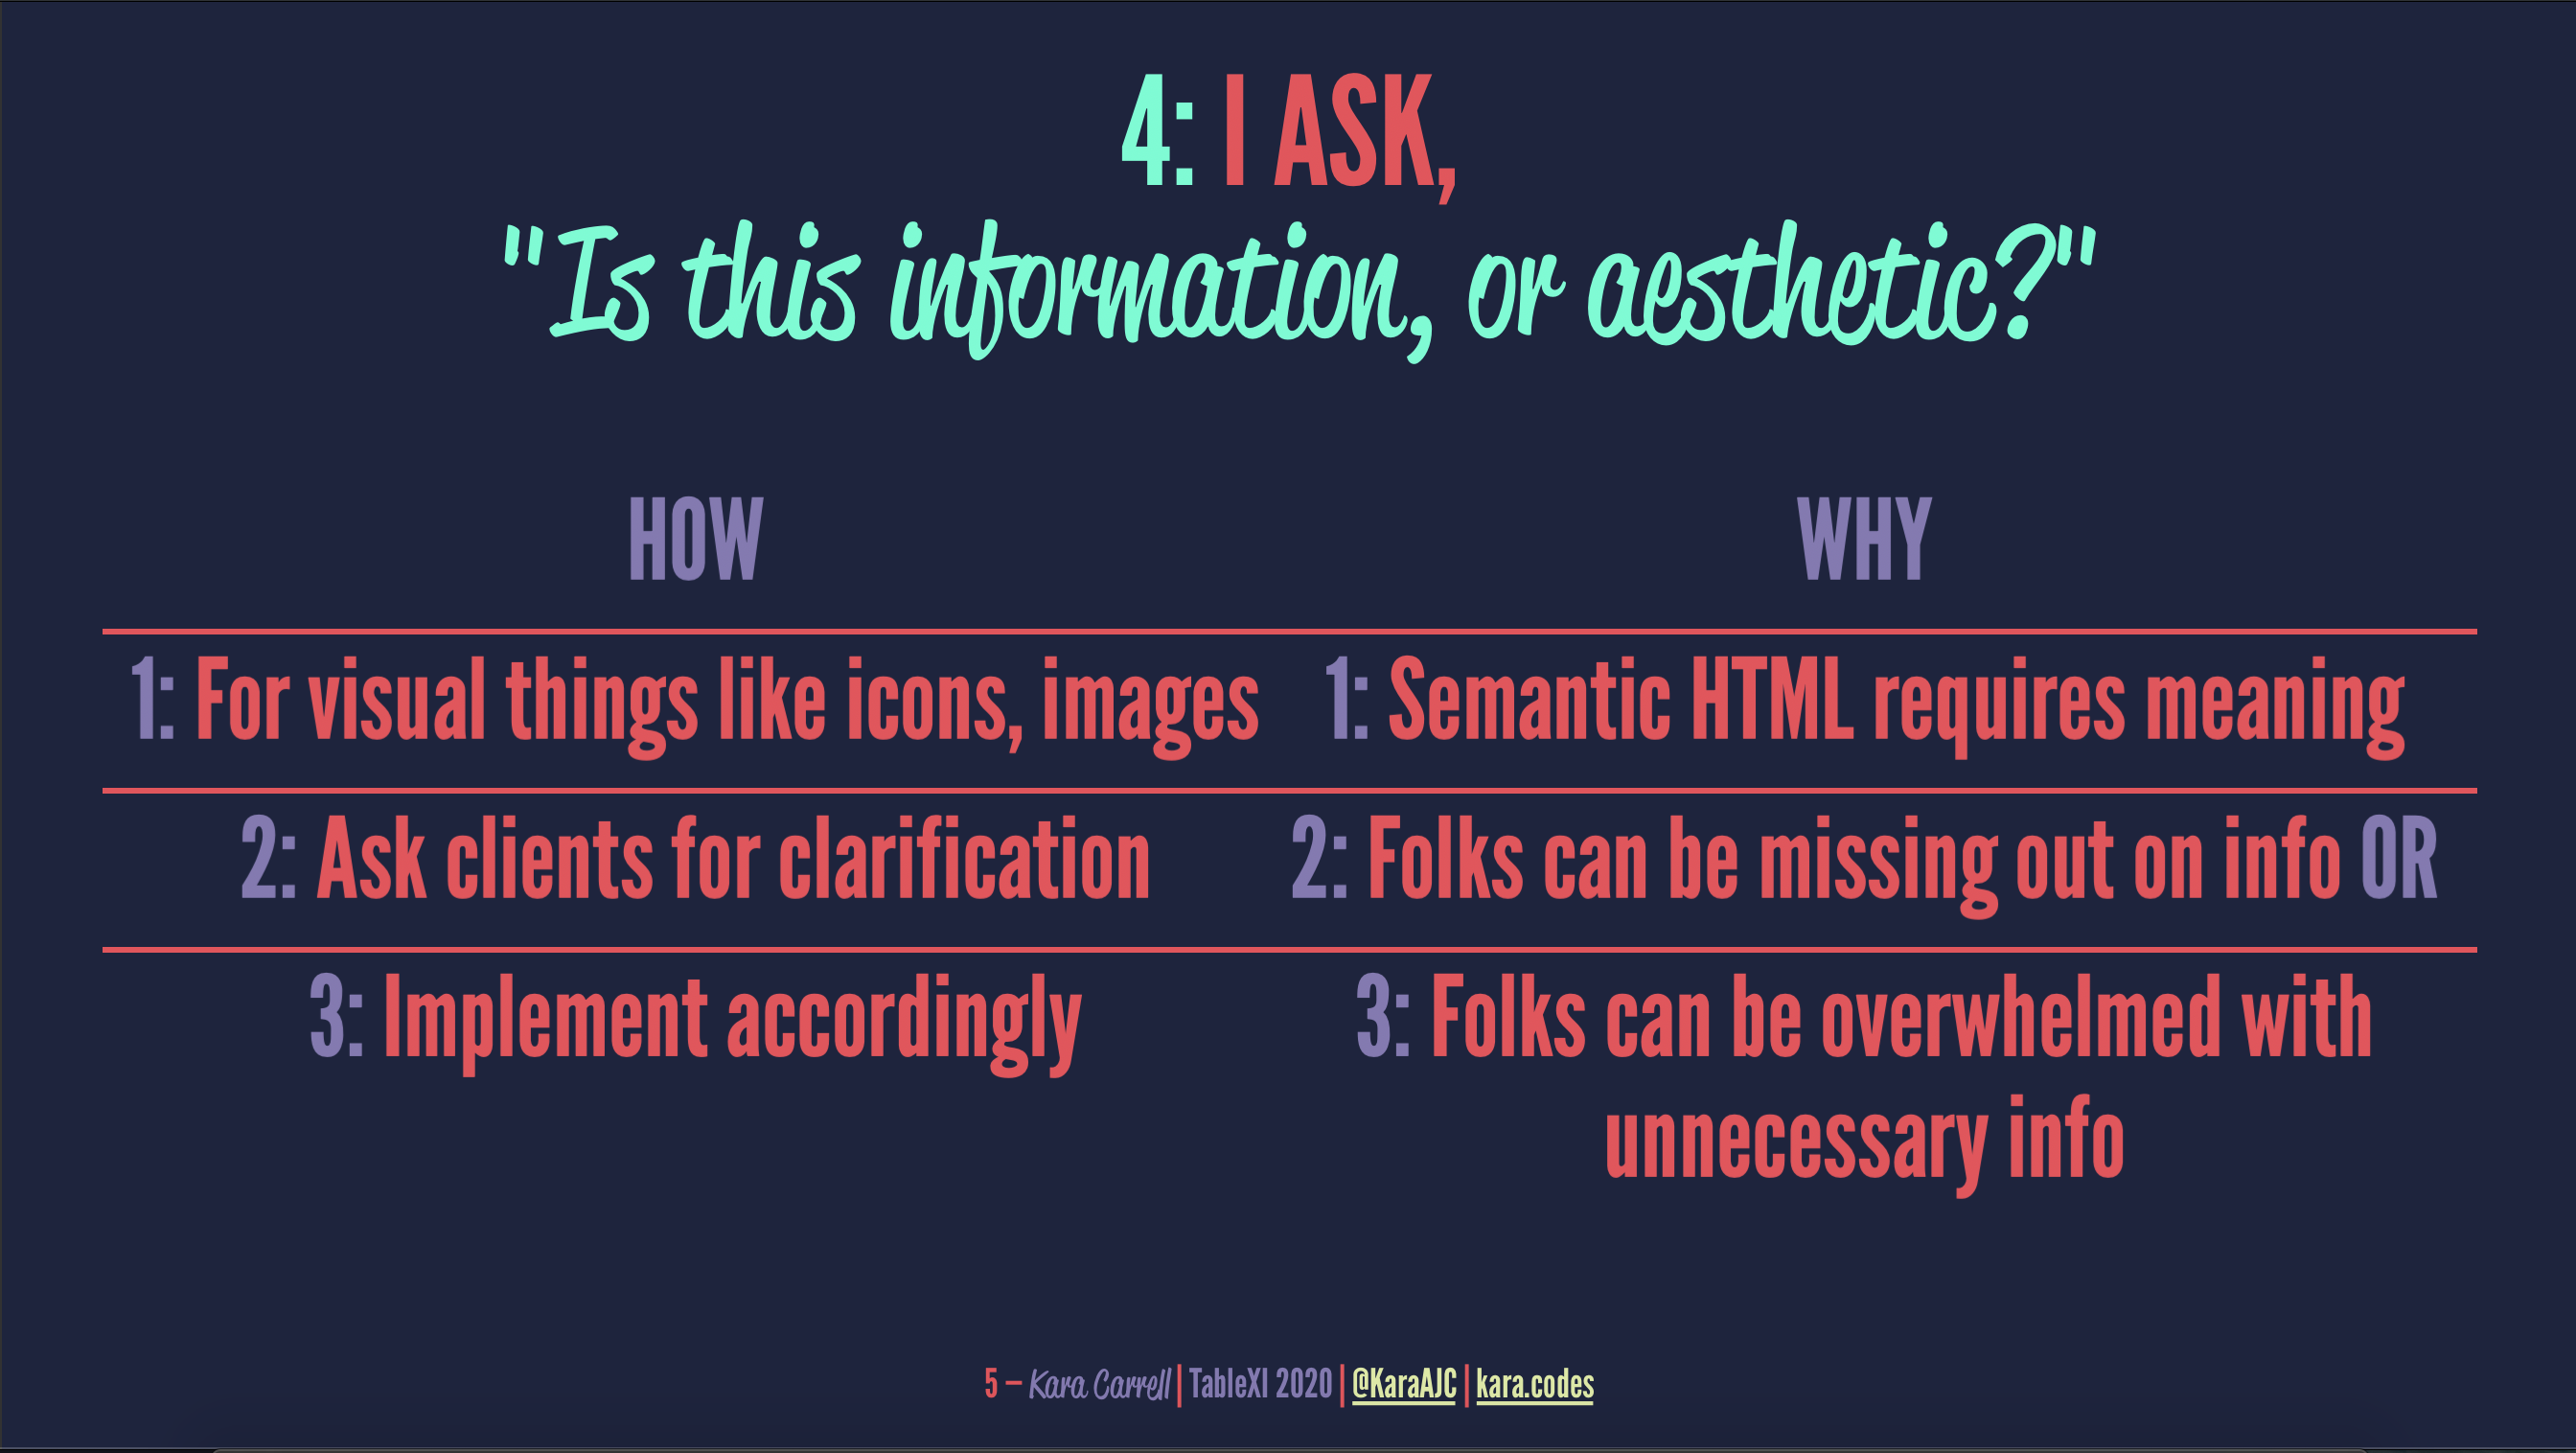 4: I ASK,
"Is this information, or aesthetic?"
HOW
WHY
1: For visual things like icons, images
1: Semantic HTML requires meaning
2: Ask clients for clarification
2: Folks can be missing out on info OR
3: Implement accordingly
3: Folks can be overwhelmed with
unnecessary info
5 – Kara Carrell | TableXI 2020 | @KaraAJC | kara.codes